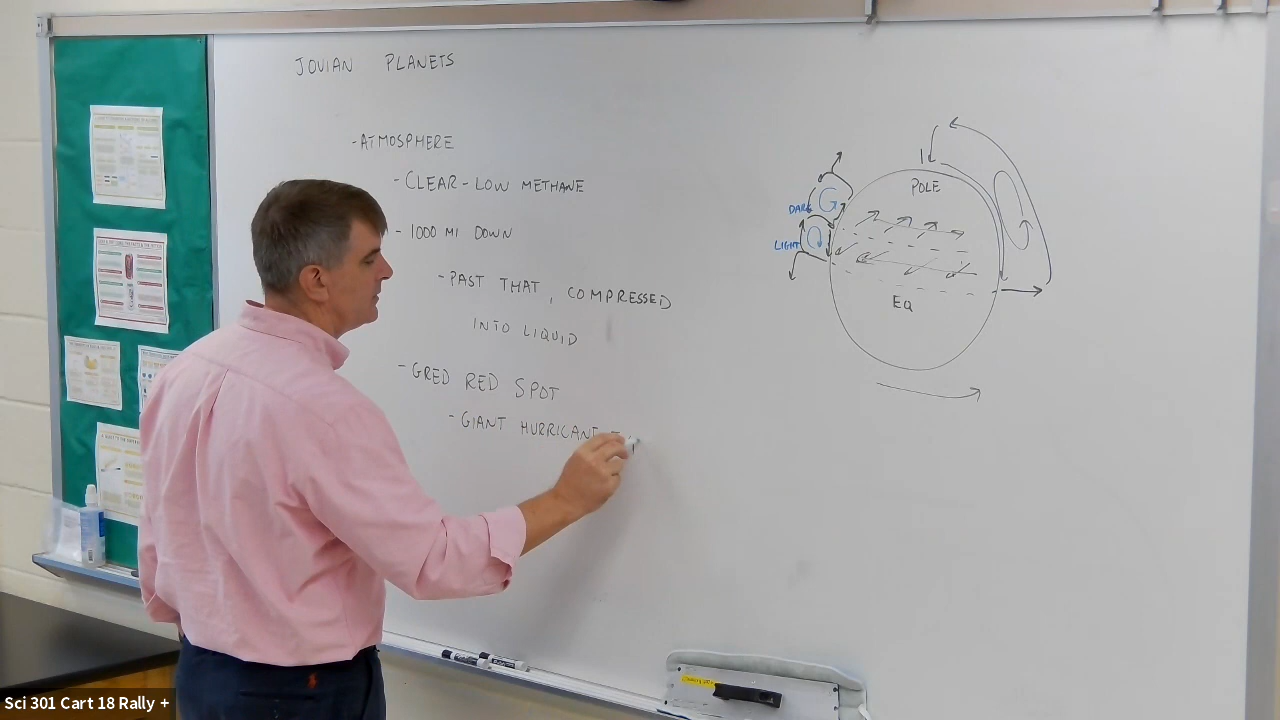 JOVIAN PLANETS
-ATMOSPHERE
-CLEAR-LOW METHANE
-1000 MI DOWN
-PAST THAT, COMPRESSED
INTO LIQUID
-GRED RED SPOT
-GIANT HURRICANE
POLE
DARK
LIGHT
EQ
Sci 301 Cart 18 Rally +